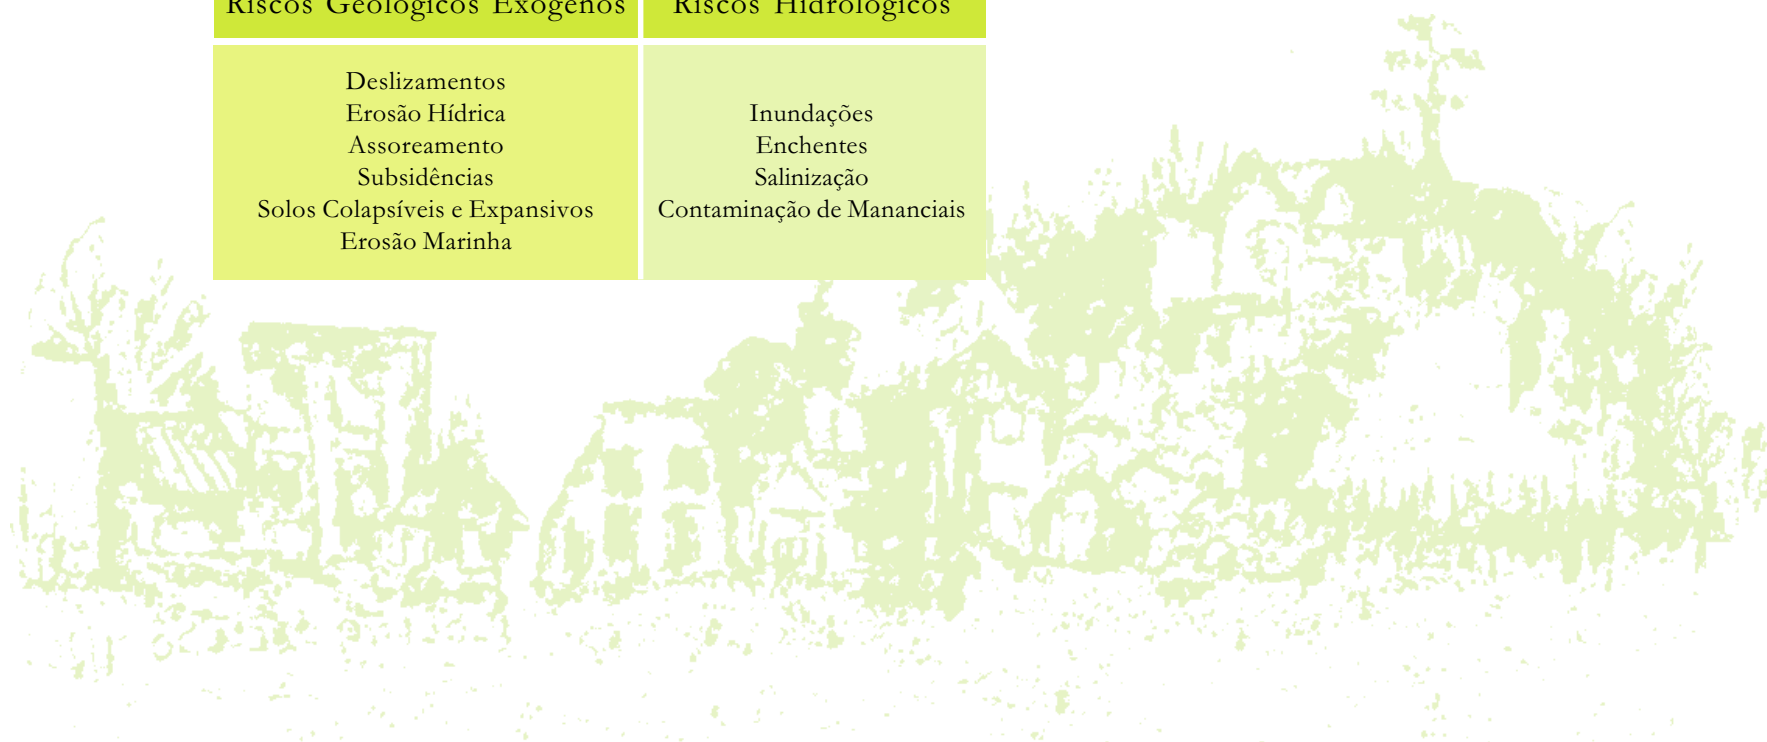 Riscos Geológicos Exógenos
Riscos Hidrológicos
Deslizamentos
Erosão Hídrica
Assoreamento
Subsidências
Solos Colapsíveis e Expansivos
Erosão Marinha
Inundações
Enchentes
Salinização
Contaminação de Mananciais